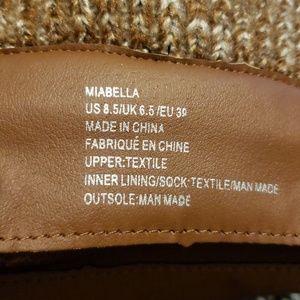 MIABELLA
US 8.5/UK 6.5/EU 39
MADE IN CHINA
FABRIQUÉ EN CHINE
UPPER:TEXTILE
INNER LINING/SOCK:TEXTILE/MAN MADE
OUTSOLE:MAN MADE